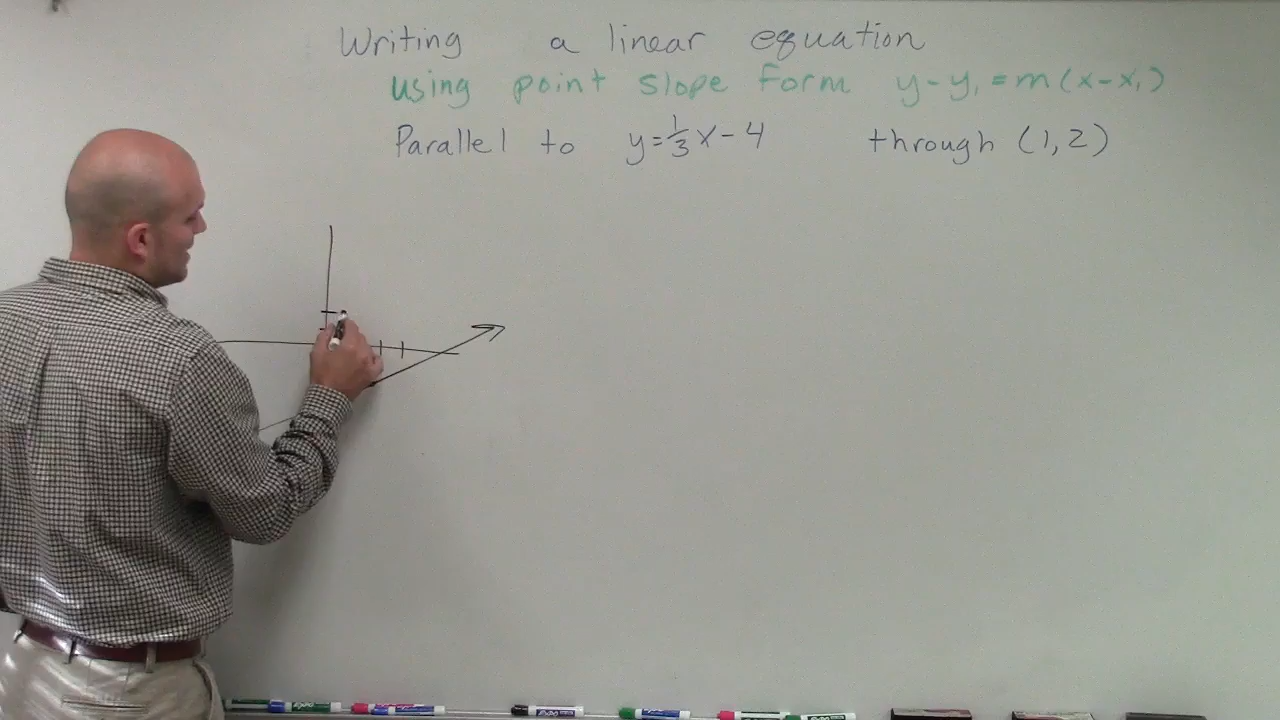 Writing a linear equation
using point slope form y-y₁=m(x-x₁)
Parallel to y=⅓x-4 through (1,2)